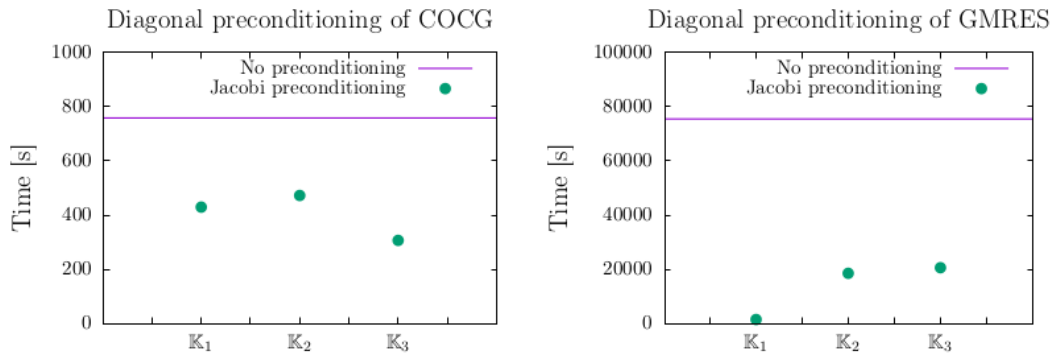 Diagonal preconditioning of COCG
1000
800
600
400
200
0
Time [s]
No preconditioning
Jacobi preconditioning
𝕂₁
𝕂₂
𝕂₃
Diagonal preconditioning of GMRES
100000
80000
60000
40000
20000
0
Time [s]
No preconditioning
Jacobi preconditioning
𝕂₁
𝕂₂
𝕂₃